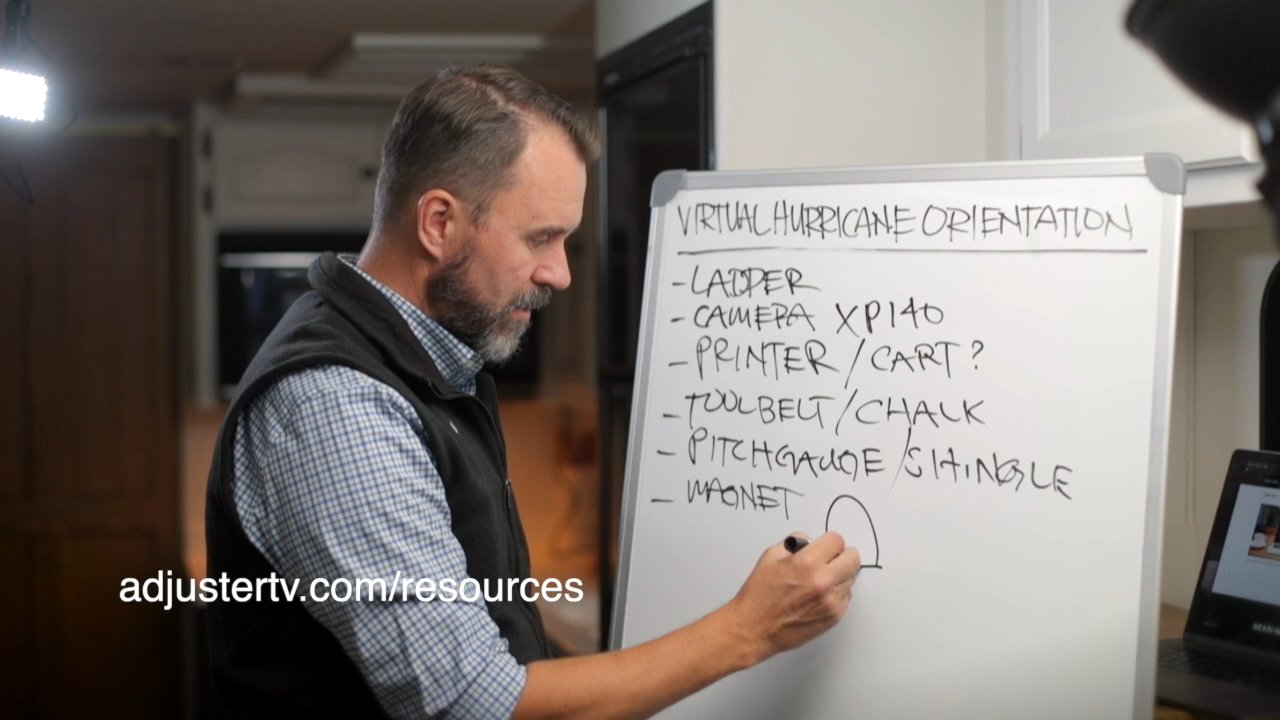 VIRTUAL HURRICANE ORIENTATION
- LADDER
- CAMERA XP140
- PRINTER / CART?
- TOOLBELT / CHALK
- PITCHGAUGE / SHINGLE
- MAGNET
adjustertv.com/resources